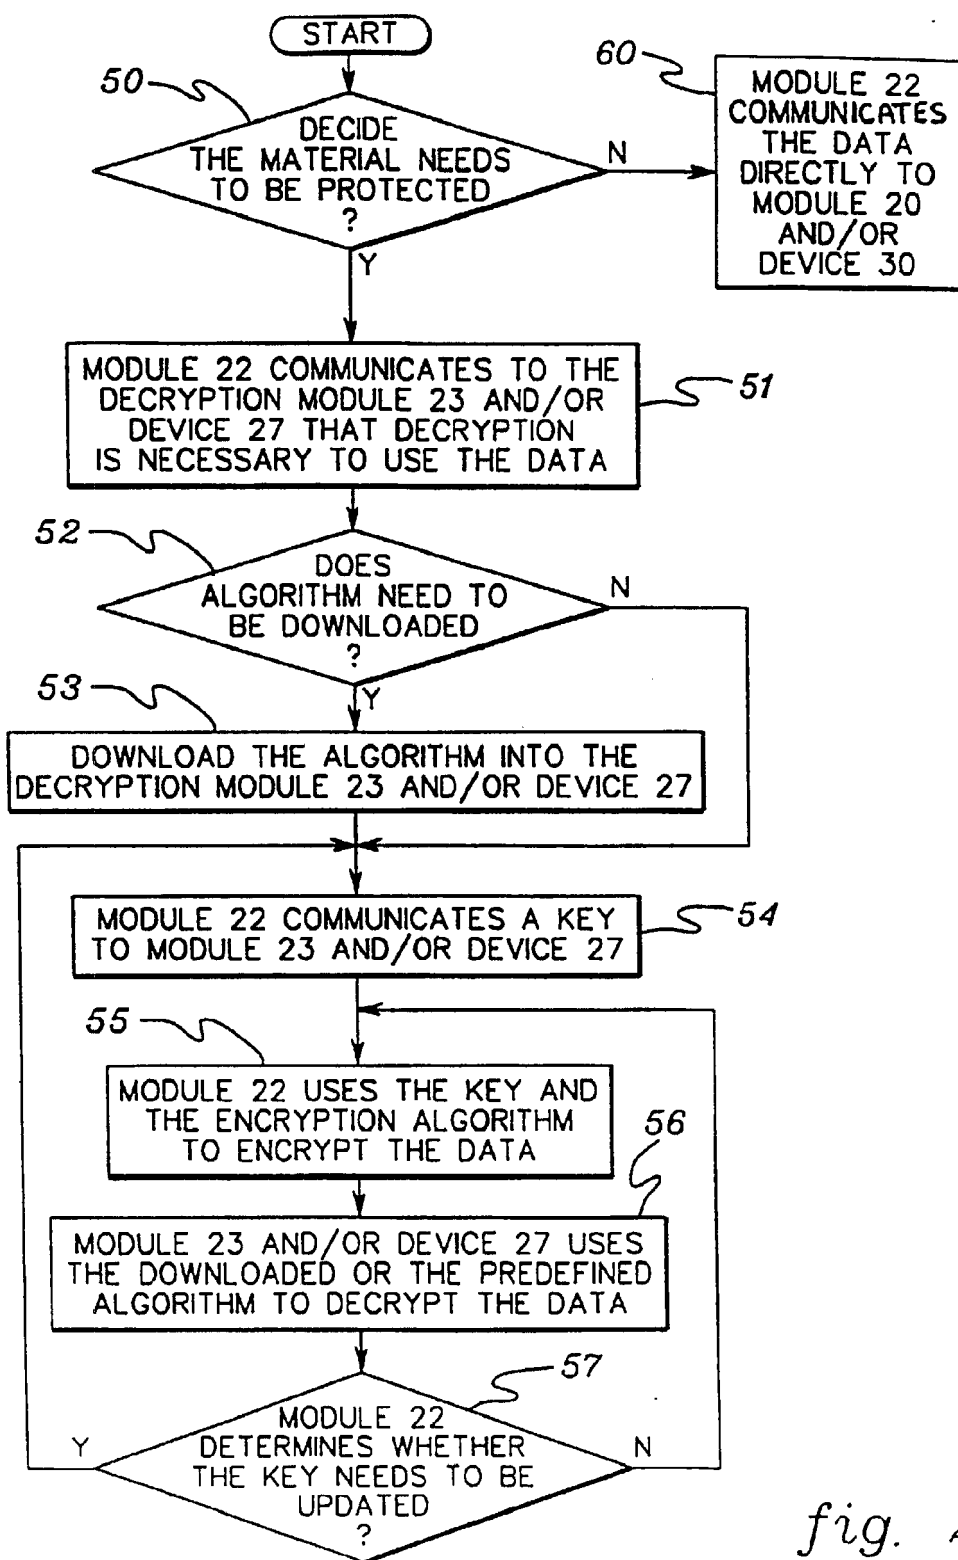 START
50
DECIDE
THE MATERIAL NEEDS
TO BE PROTECTED
?
N
Y
60
MODULE 22
COMMUNICATES
THE DATA
DIRECTLY TO
MODULE 20
AND/OR
DEVICE 30
MODULE 22 COMMUNICATES TO THE
DECRYPTION MODULE 23 AND/OR
DEVICE 27 THAT DECRYPTION
IS NECESSARY TO USE THE DATA
51
52
DOES
ALGORITHM NEED TO
BE DOWNLOADED
?
N
Y
53
DOWNLOAD THE ALGORITHM INTO THE
DECRYPTION MODULE 23 AND/OR DEVICE 27
MODULE 22 COMMUNICATES A KEY
TO MODULE 23 AND/OR DEVICE 27
54
55
MODULE 22 USES THE KEY AND
THE ENCRYPTION ALGORITHM
TO ENCRYPT THE DATA
56
MODULE 23 AND/OR DEVICE 27 USES
THE DOWNLOADED OR THE PREDEFINED
ALGORITHM TO DECRYPT THE DATA
57
MODULE 22
DETERMINES WHETHER
THE KEY NEEDS TO BE
UPDATED
?
Y
N
fig.